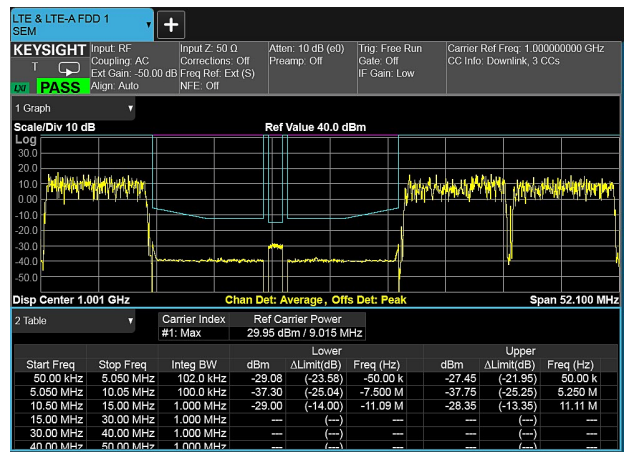 LTE & LTE-A FDD 1
SEM
KEYSIGHT Input: RF Input Z: 50 Ω Atten: 10 dB (e0) Trig: Free Run Carrier Ref Freq: 1.000000000 GHz
T Coupling: AC Corrections: Off Preamp: Off Gate: Off CC Info: Downlink, 3 CCs
Ext Gain: -50.00 dB Freq Ref: Ext (S) IF Gain: Low
LXI PASS Align: Auto NFE: Off
1 Graph
Scale/Div 10 dB Ref Value 40.0 dBm
Log
30.0
20.0
10.0
0.00
-10.0
-20.0
-30.0
-40.0
-50.0
Disp Center 1.001 GHz Chan Det: Average, Offs Det: Peak Span 52.100 MHz
2 Table Carrier Index Ref Carrier Power
#1: Max 29.95 dBm / 9.015 MHz
Lower Upper
Start Freq Stop Freq Integ BW dBm ΔLimit(dB) Freq (Hz) dBm ΔLimit(dB) Freq (Hz)
50.00 kHz 5.050 MHz 102.0 kHz -29.08 (-23.58) -50.00 k -27.45 (-21.95) 50.00 k
5.050 MHz 10.05 MHz 100.0 kHz -37.30 (-25.04) -7.500 M -37.75 (-25.25) 5.250 M
10.50 MHz 15.00 MHz 1.000 MHz -29.00 (-14.00) -11.09 M -28.35 (-13.35) 11.11 M
15.00 MHz 30.00 MHz 1.000 MHz --- (---) --- (---)
30.00 MHz 40.00 MHz 1.000 MHz --- (---) --- (---)
40.00 MHz 50.00 MHz 1.000 MHz --- (---) --- (---)